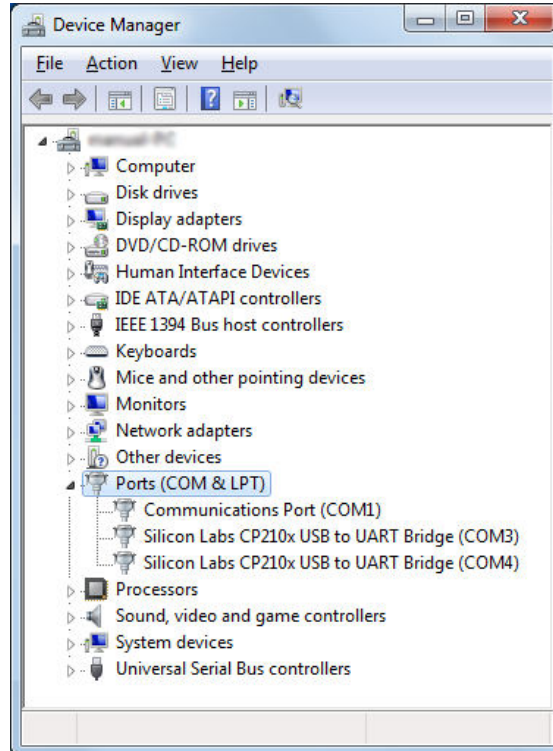 Device Manager
File Action View Help
Computer
Disk drives
Display adapters
DVD/CD-ROM drives
Human Interface Devices
IDE ATA/ATAPI controllers
IEEE 1394 Bus host controllers
Keyboards
Mice and other pointing devices
Monitors
Network adapters
Other devices
Ports (COM & LPT)
Communications Port (COM1)
Silicon Labs CP210x USB to UART Bridge (COM3)
Silicon Labs CP210x USB to UART Bridge (COM4)
Processors
Sound, video and game controllers
System devices
Universal Serial Bus controllers